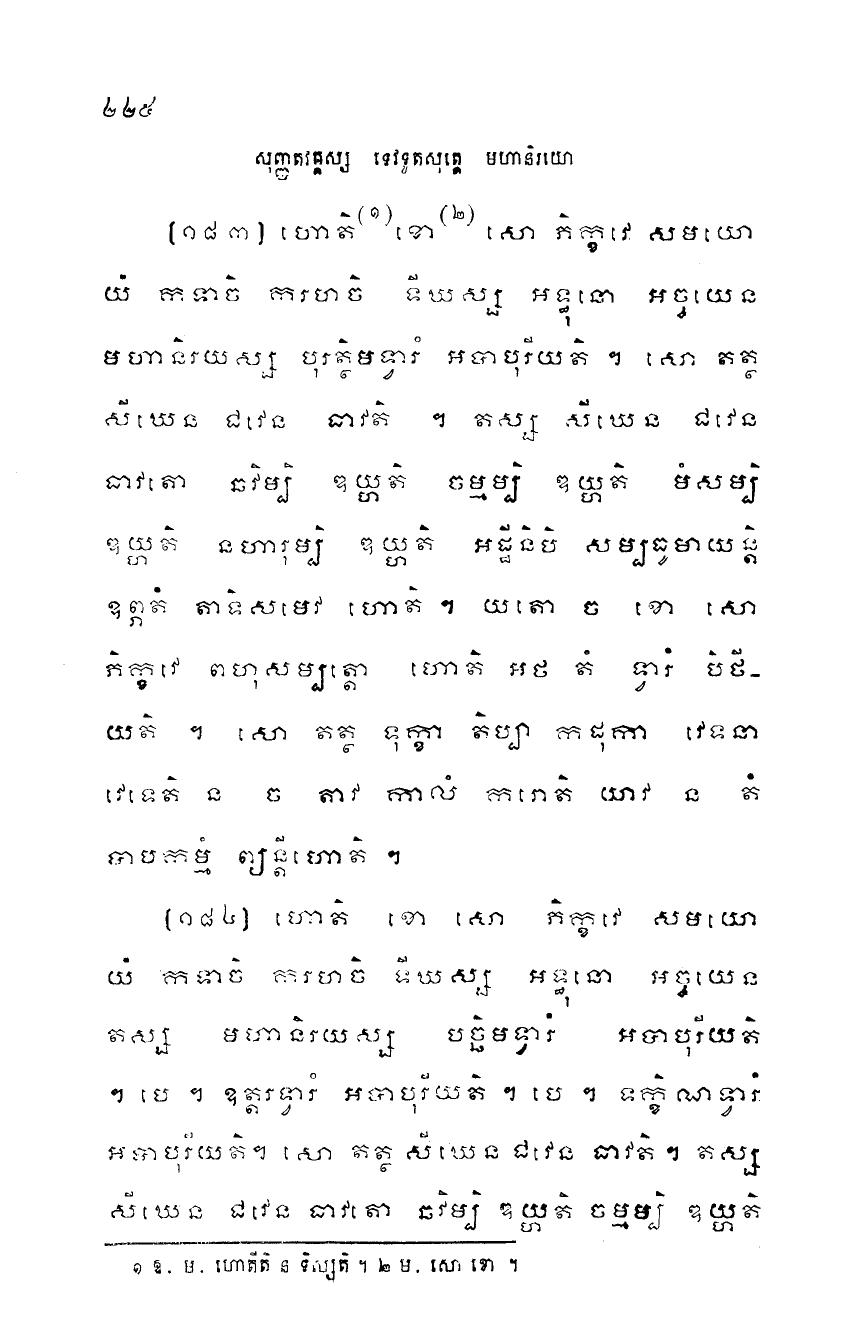 ២២៥
សុញ្ញតវគ្គស្ស ទេវទូតសុត្តេ មហានិរយោ
[១៨៣] ហោតិ(១) ខោ(២) សោ ភិក្ខវេ សមយោ
យំ កទាចិ ករហចិ ទីឃស្ស អទ្ធុនោ អច្ចយេន
មហានិរយស្ស បុរត្ថិមទ្វារំ អបាបុរីយតិ ។ សោ តត្ថ
សីឃេន ជវេន ធាវតិ ។ តស្ស សីឃេន ជវេន
ធាវតោ ឆវិម្បិ ឌយ្ហតិ ចម្មម្បិ ឌយ្ហតិ មំសម្បិ
ឌយ្ហតិ នហារុម្បិ ឌយ្ហតិ អដ្ឋីនិបិ សម្បធូមាយន្តិ
ឧព្ភតំ តាទិសមេវ ហោតិ ។ យតោ ច ខោ សោ
ភិក្ខវេ ពហុសម្បត្តោ ហោតិ អថ តំ ទ្វារំ បិថី-
យតិ ។ សោ តត្ថ ទុក្ខា តិប្បា កដុកា វេទនា
វេទេតិ ន ច តាវ កាលំ ករោតិ យាវ ន តំ
បាបកម្មំ ព្យន្តីហោតិ ។
[១៨៤] ហោតិ ខោ សោ ភិក្ខវេ សមយោ
យំ កទាចិ ករហចិ ទីឃស្ស អទ្ធុនោ អច្ចយេន
តស្ស មហានិរយស្ស បច្ឆិមទ្វារំ អបាបុរីយតិ
។ បេ ។ ឧត្តរទ្វារំ អបាបុរីយតិ ។ បេ ។ ទក្ខិណទ្វារំ
អបាបុរីយតិ។ សោ តត្ថ សីឃេន ជវេន ធាវតិ ។ តស្ស
សីឃេន ជវេន ធាវតោ ឆវិម្បិ ឌយ្ហតិ ចម្មម្បិ ឌយ្ហតិ
១ ឱ. ម. ហោតីតិ ន ទិស្សតិ ។ ២ ម. សោ ខោ ។